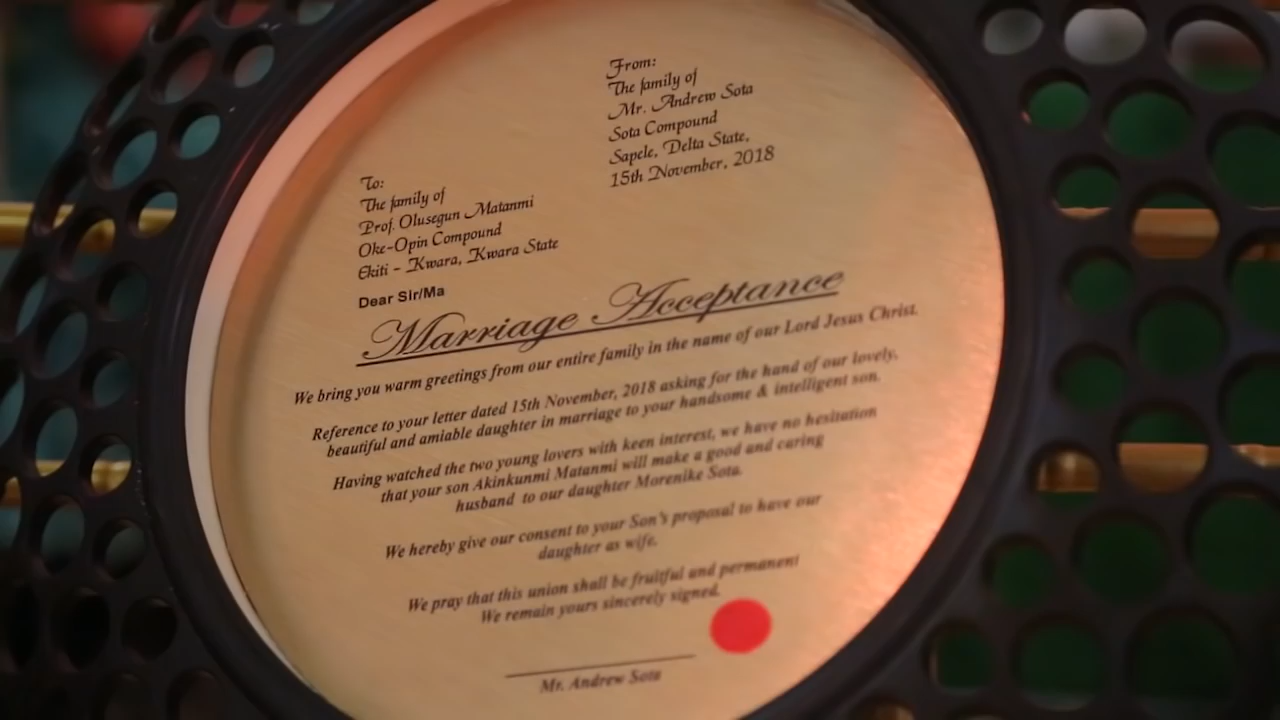 From:
The family of
Mr. Andrew Sota
Sota Compound
Sapele, Delta State,
15th November, 2018
To:
The family of
Prof. Olusegun Matanmi
Oke-Opin Compound
Ekiti - Kwara, Kwara State
Dear Sir/Ma
Marriage Acceptance
We bring you warm greetings from our entire family in the name of our Lord Jesus Christ.
Reference to your letter dated 15th November, 2018 asking for the hand of our lovely,
beautiful and amiable daughter in marriage to your handsome & intelligent son.
Having watched the two young lovers with keen interest, we have no hesitation
that your son Akinkunmi Matanmi will make a good and caring
husband to our daughter Morenike Sota.
We hereby give our consent to your Son's proposal to have our
daughter as wife.
We pray that this union shall be fruitful and permanent
We remain yours sincerely signed.
Mr. Andrew Sota